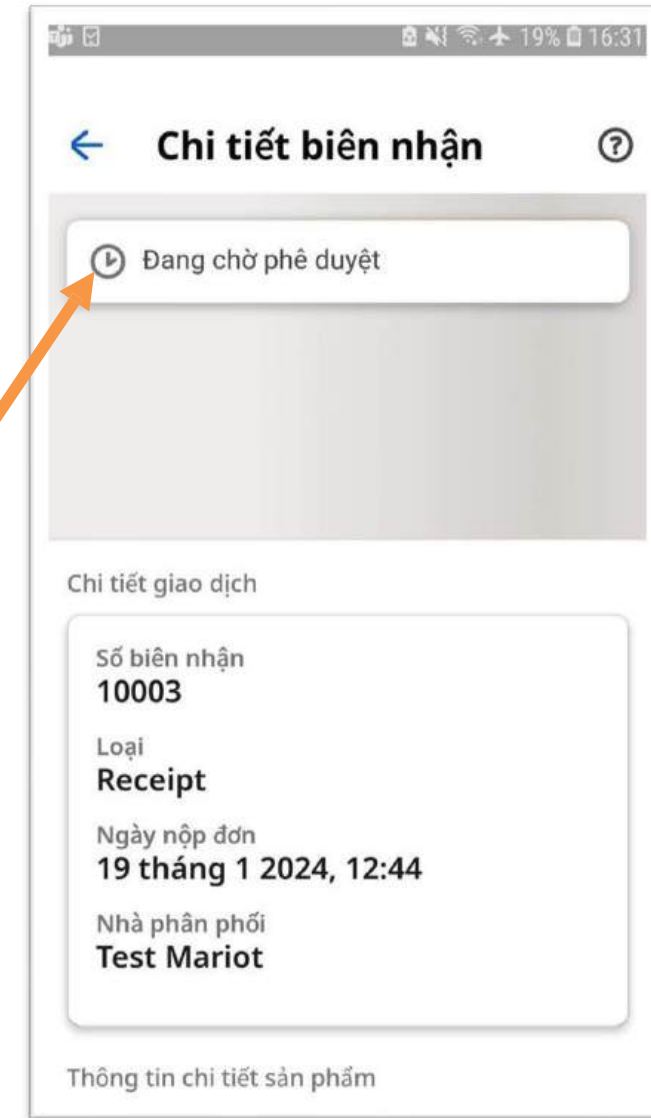 19% 16:31
Chi tiết biên nhận
Đang chờ phê duyệt
Chi tiết giao dịch
Số biên nhận
10003
Loại
Receipt
Ngày nộp đơn
19 tháng 1 2024, 12:44
Nhà phân phối
Test Mariot
Thông tin chi tiết sản phẩm